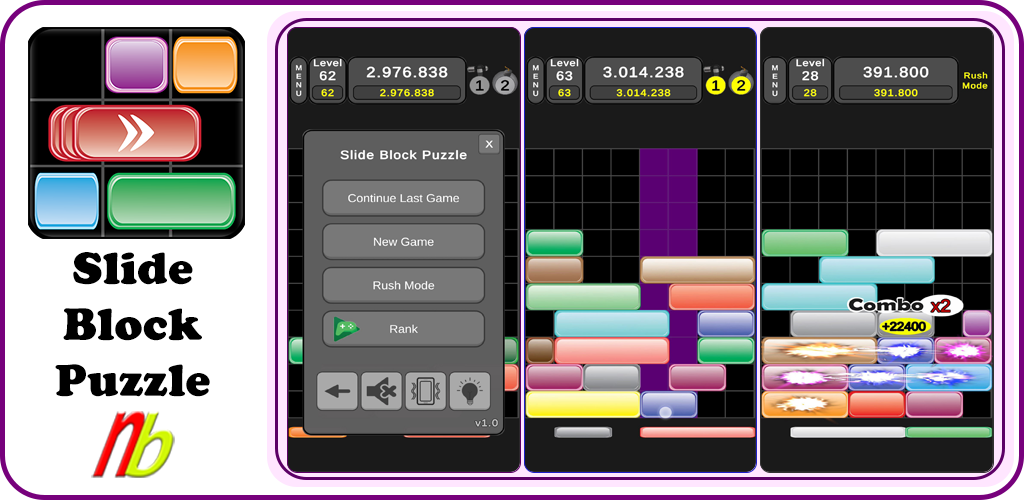 Slide
Block
Puzzle
nb
MENU
Level
62
62
2.976.838
2.976.838
1
2
Slide Block Puzzle
X
Continue Last Game
New Game
Rush Mode
Rank
v1.0
MENU
Level
63
63
3.014.238
3.014.238
1
2
MENU
Level
28
28
391.800
391.800
Rush
Mode
Combo x2
+22400